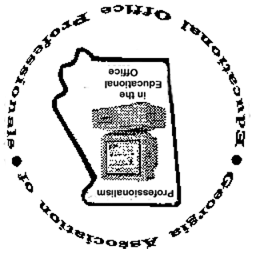 Georgia Association of
Educational Office Professionals
Professionalism
in the
Educational
Office